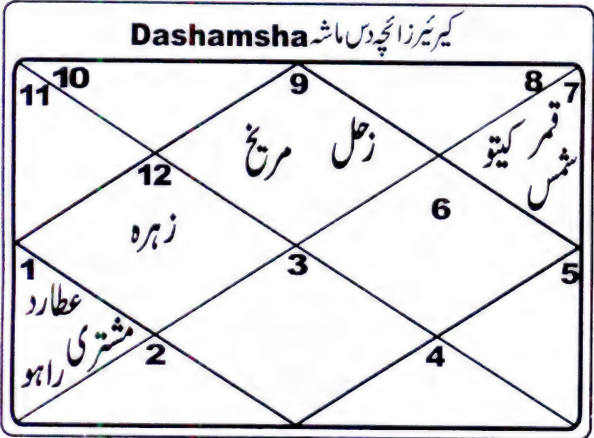 کیرئیر زائچہ دس ماشہ Dashamsha
10 9 8
11 7
زحل مریخ
قمر کیتو
شمس
12
6
زہرہ
3
1 5
عطارد
مشتری
راہو
2 4